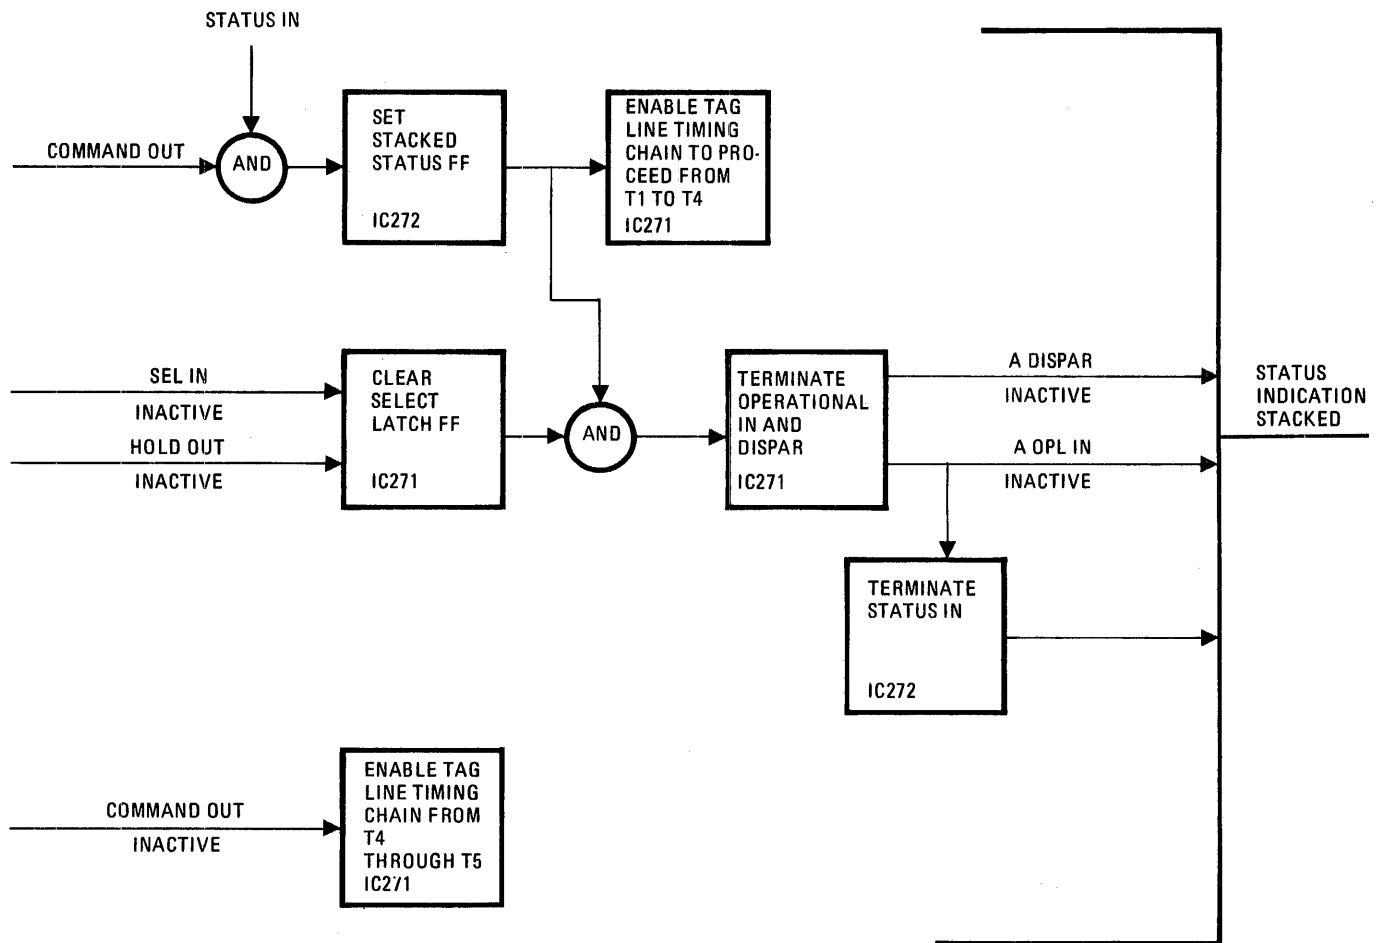 STATUS IN
COMMAND OUT
AND
SET
STACKED
STATUS FF
IC272
ENABLE TAG
LINE TIMING
CHAIN TO PRO-
CEED FROM
T1 TO T4
IC271
SEL IN
INACTIVE
HOLD OUT
INACTIVE
CLEAR
SELECT
LATCH FF
IC271
AND
TERMINATE
OPERATIONAL
IN AND
DISPAR
IC271
A DISPAR
INACTIVE
A OPL IN
INACTIVE
STATUS
INDICATION
STACKED
TERMINATE
STATUS IN
IC272
COMMAND OUT
INACTIVE
ENABLE TAG
LINE TIMING
CHAIN FROM
T4
THROUGH T5
IC271